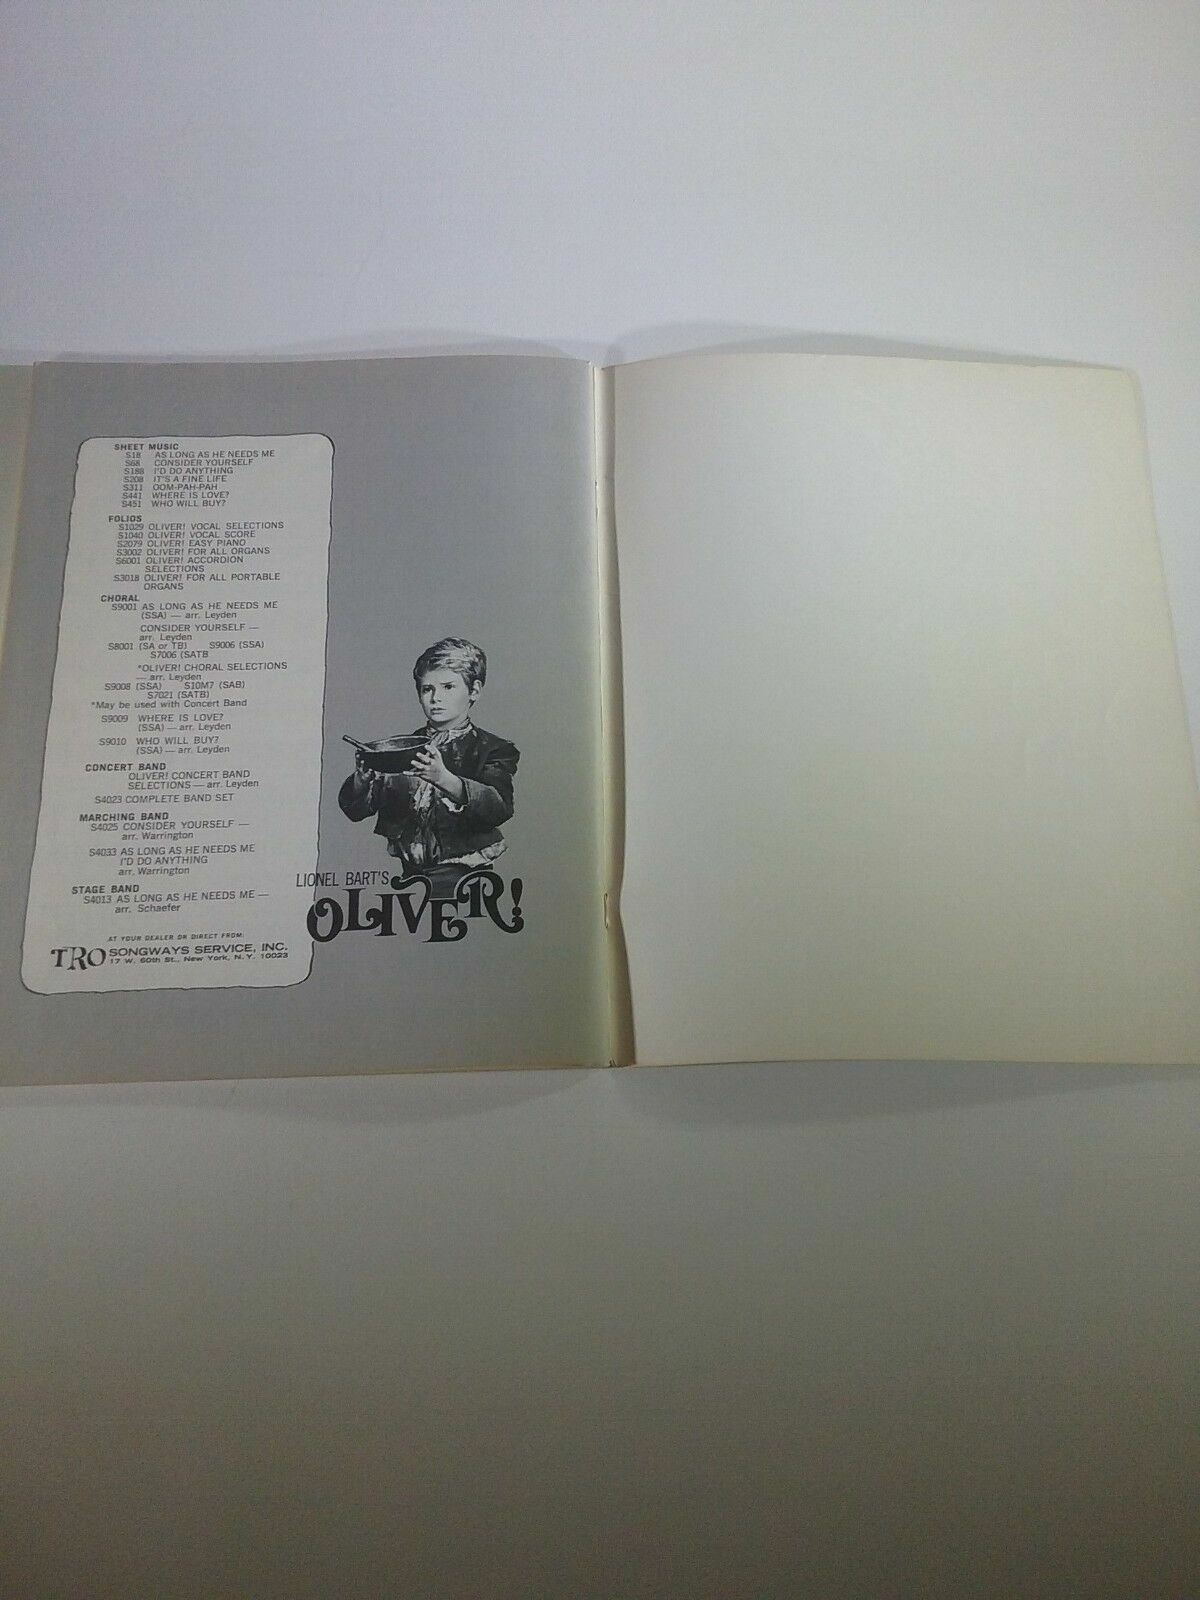 SHEET MUSIC
S18 AS LONG AS HE NEEDS ME
S68 CONSIDER YOURSELF
S188 I'D DO ANYTHING
S208 IT'S A FINE LIFE
S311 OOM-PAH-PAH
S441 WHERE IS LOVE?
S451 WHO WILL BUY?
FOLIOS
S1029 OLIVER! VOCAL SELECTIONS
S1040 OLIVER! VOCAL SCORE
S2079 OLIVER! EASY PIANO
S3002 OLIVER! FOR ALL ORGANS
S6001 OLIVER! ACCORDION
SELECTIONS
S3018 OLIVER! FOR ALL PORTABLE
ORGANS
CHORAL
S9001 AS LONG AS HE NEEDS ME
(SSA) — arr. Leyden
CONSIDER YOURSELF —
arr. Leyden
S8001 (SA or TB) S9006 (SSA)
S7006 (SATB
*OLIVER! CHORAL SELECTIONS
— arr. Leyden
S9008 (SSA) S10M7 (SAB)
S7021 (SATB)
*May be used with Concert Band
S9009 WHERE IS LOVE?
(SSA) — arr. Leyden
S9010 WHO WILL BUY?
(SSA) — arr. Leyden
CONCERT BAND
OLIVER! CONCERT BAND
SELECTIONS — arr. Leyden
S4023 COMPLETE BAND SET
MARCHING BAND
S4025 CONSIDER YOURSELF —
arr. Warrington
S4033 AS LONG AS HE NEEDS ME
I'D DO ANYTHING
arr. Warrington
STAGE BAND
S4013 AS LONG AS HE NEEDS ME —
arr. Schaefer
AT YOUR DEALER OR DIRECT FROM:
TRO SONGWAYS SERVICE, INC.
17 W. 60th St., New York, N. Y. 10023
LIONEL BART'S
OLIVER!